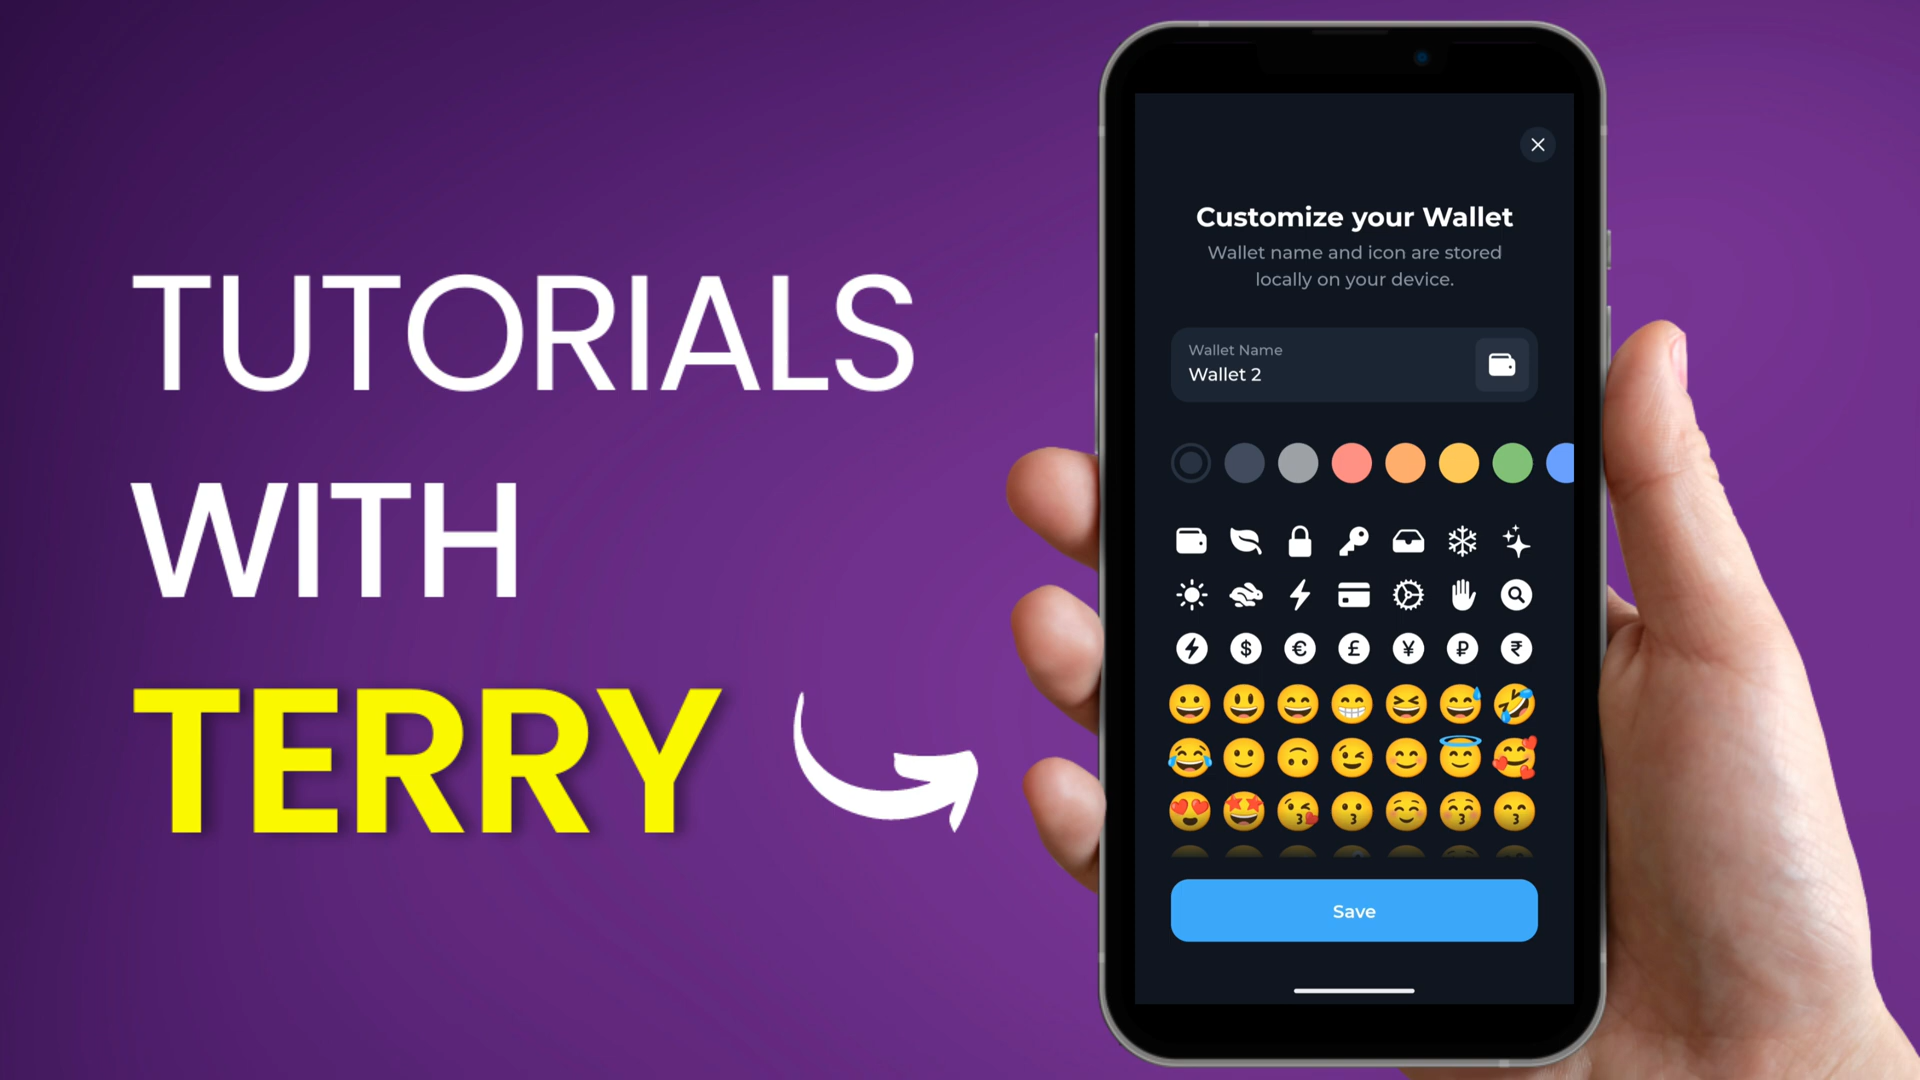 TUTORIALS
WITH
TERRY
Customize your Wallet
Wallet name and icon are stored
locally on your device.
Wallet Name
Wallet 2
$ € £ ¥ ₽ ₹
Save